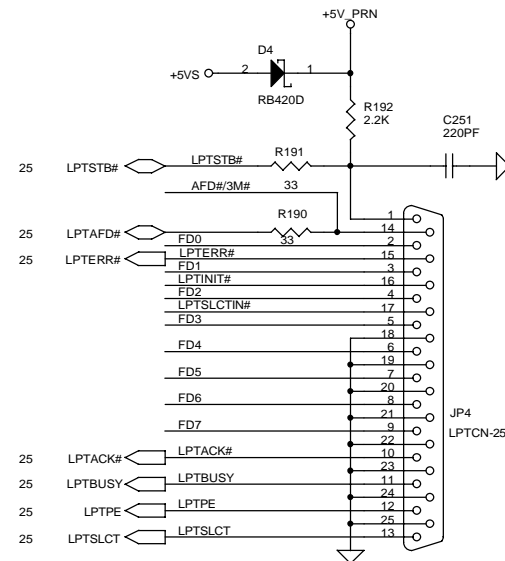 +5V_PRN
D4
+5VS 2 1
RB420D
R192
2.2K
C251
220PF
25 LPTSTB# LPTSTB# R191
AFD#/3M# 33
1
25 LPTAFD# R190 14
FD0 33 2
25 LPTERR# LPTERR# 15
FD1 3
LPTINIT# 16
FD2 4
LPTSLCTIN# 17
FD3 5
18
FD4 6
19
FD5 7
20
FD6 8
21
JP4
FD7 9
LPTCN-25
22
25 LPTACK# LPTACK# 10
23
25 LPTBUSY LPTBUSY 11
24
25 LPTPE LPTPE 12
25
25 LPTSLCT LPTSLCT 13